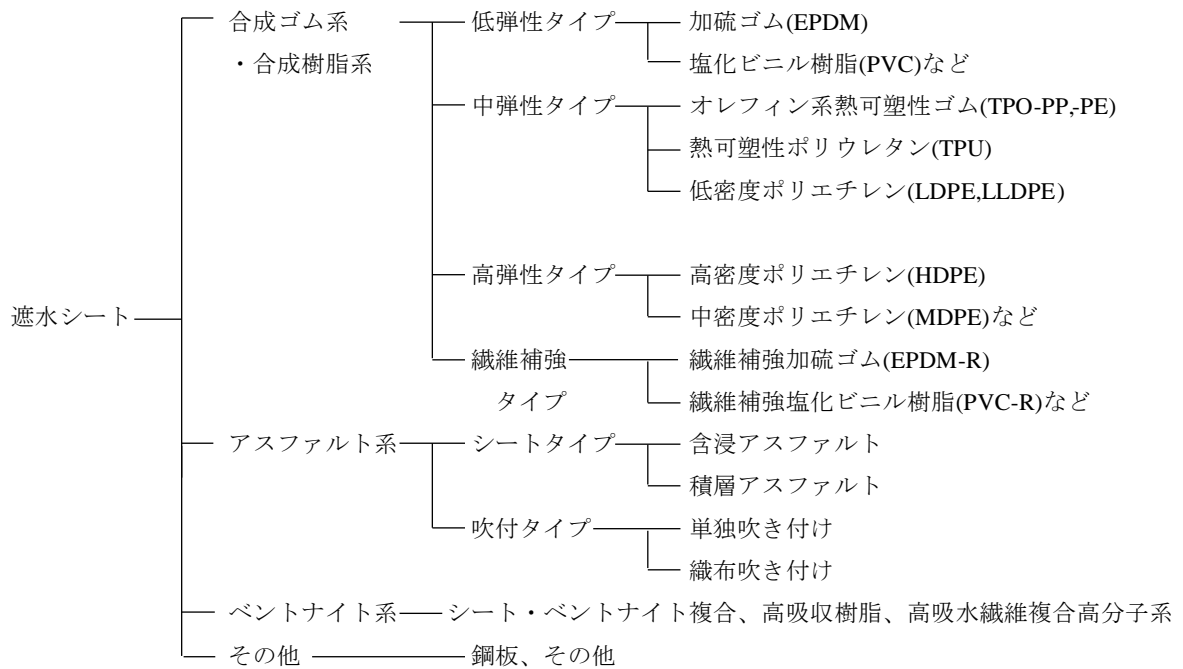 合成ゴム系 低弾性タイプ 加硫ゴム(EPDM)
・合成樹脂系 塩化ビニル樹脂(PVC)など
中弾性タイプ オレフィン系熱可塑性ゴム(TPO-PP,-PE)
熱可塑性ポリウレタン(TPU)
低密度ポリエチレン(LDPE,LLDPE)
高弾性タイプ 高密度ポリエチレン(HDPE)
遮水シート 中密度ポリエチレン(MDPE)など
繊維補強 繊維補強加硫ゴム(EPDM-R)
タイプ 繊維補強塩化ビニル樹脂(PVC-R)など
アスファルト系 シートタイプ 含浸アスファルト
積層アスファルト
吹付タイプ 単独吹き付け
織布吹き付け
ベントナイト系 シート・ベントナイト複合、高吸収樹脂、高吸水繊維複合高分子系
その他 鋼板、その他